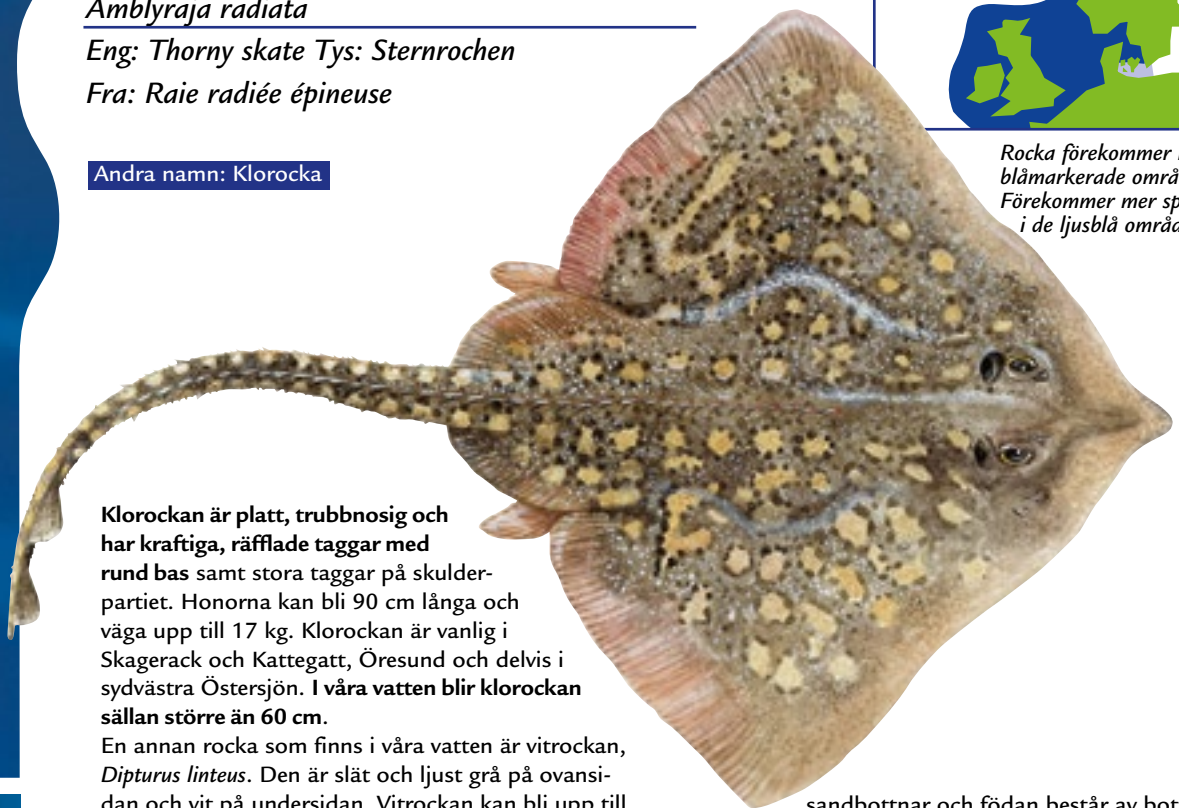 Amblyraja radiata
Eng: Thorny skate Tys: Sternrochen
Fra: Raie radiée épineuse
Andra namn: Klorocka
Rocka förekommer
blåmarkerade områ
Förekommer mer sp
i de ljusblå områd
Klorockan är platt, trubbnosig och
har kraftiga, räfflade taggar med
rund bas samt stora taggar på skulder-
partiet. Honorna kan bli 90 cm långa och
väga upp till 17 kg. Klorockan är vanlig i
Skagerack och Kattegatt, Öresund och delvis i
sydvästra Östersjön. I våra vatten blir klorockan
sällan större än 60 cm.
En annan rocka som finns i våra vatten är vitrockan,
Dipturus linteus. Den är slät och ljust grå på ovansi-
dan och vit på undersidan. Vitrockan kan bli upp till
sandbottnar och födan består av bot